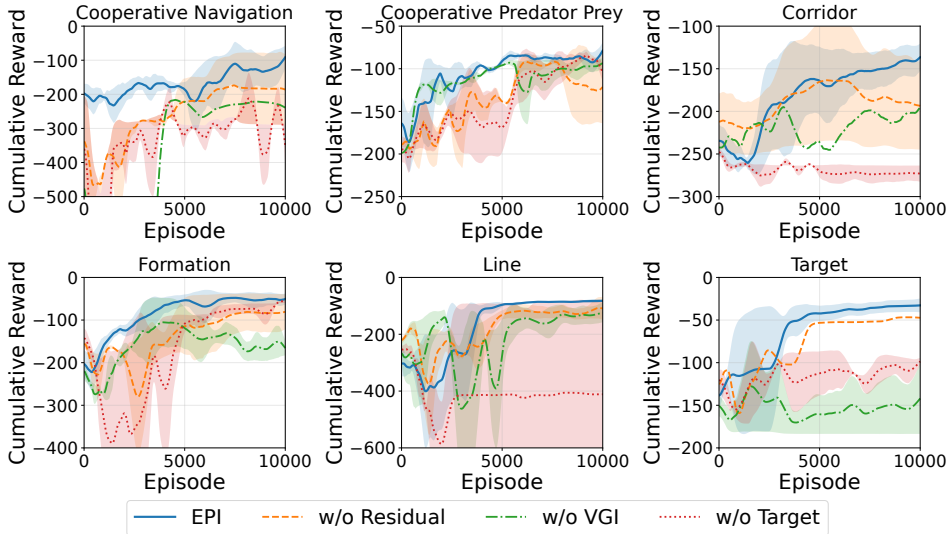 Cooperative Navigation
Cumulative Reward
0
−100
−200
−300
−400
−500
0 5000 10000
Episode
Cooperative Predator Prey
Cumulative Reward
0
−50
−100
−150
−200
−250
0 5000 10000
Episode
Corridor
Cumulative Reward
−100
−150
−200
−250
−300
0 5000 10000
Episode
Formation
Cumulative Reward
0
−100
−200
−300
−400
0 5000 10000
Episode
Line
Cumulative Reward
0
−200
−400
−600
0 5000 10000
Episode
Target
Cumulative Reward
0
−50
−100
−150
−200
0 5000 10000
Episode
EPI w/o Residual w/o VGI w/o Target